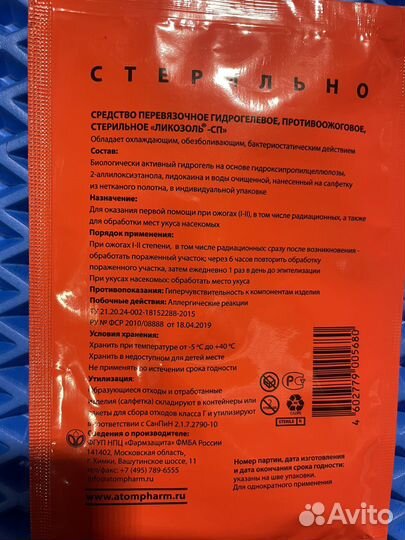 СТЕРИЛЬНО
СРЕДСТВО ПЕРЕВЯЗОЧНОЕ ГИДРОГЕЛЕВОЕ, ПРОТИВООЖОГОВОЕ,
СТЕРИЛЬНОЕ «ЛИКОЗОЛЬ®-СП»
Обладает охлаждающим, обезболивающим, бактериостатическим действием
Состав:
Биологически активный гидрогель на основе гидроксипропилцеллюлозы,
2-аллилоксиэтанола, лидокаина и воды очищенной, нанесенный на салфетку
из нетканого полотна, в индивидуальной упаковке
Назначение:
Для оказания первой помощи при ожогах (I-II), в том числе радиационных, а также
для обработки мест укуса насекомых
Порядок применения:
При ожогах I-II степени, в том числе радиационных: сразу после возникновения -
обработать пораженный участок; через 6 часов повторить обработку
пораженного участка, затем ежедневно 1 раз в день до эпителизации
При укусах насекомых: обработать место укуса
Противопоказания: Гиперчувствительность к компонентам изделия
Побочные действия: Аллергические реакции
ТУ 21.20.24-002-18152288-2015
РУ № ФСР 2010/08888 от 18.04.2019
Условия хранения:
Хранить при температуре от -5 °С до +40 °С
Хранить в недоступном для детей месте
Не применять по истечении срока годности
Утилизация:
Образующиеся отходы и отработанные
изделия (салфетка) складируют в контейнеры или
пакеты для сбора отходов класса Г и утилизируют
в соответствии с СанПиН 2.1.7.2790-10
Сведения о производителе:
ФГУП НПЦ «Фармзащита» ФМБА России
141402, Московская область,
г. Химки, Вашутинское шоссе, 11
тел/факс: +7 (495) 789-6555
info@atompharm.ru
www.atompharm.ru
STERILE R
4 602779 005680
Номер партии, дата изготовления
и дата окончания срока годности:
указаны на шве упаковки.
Для однократного применения
Avito